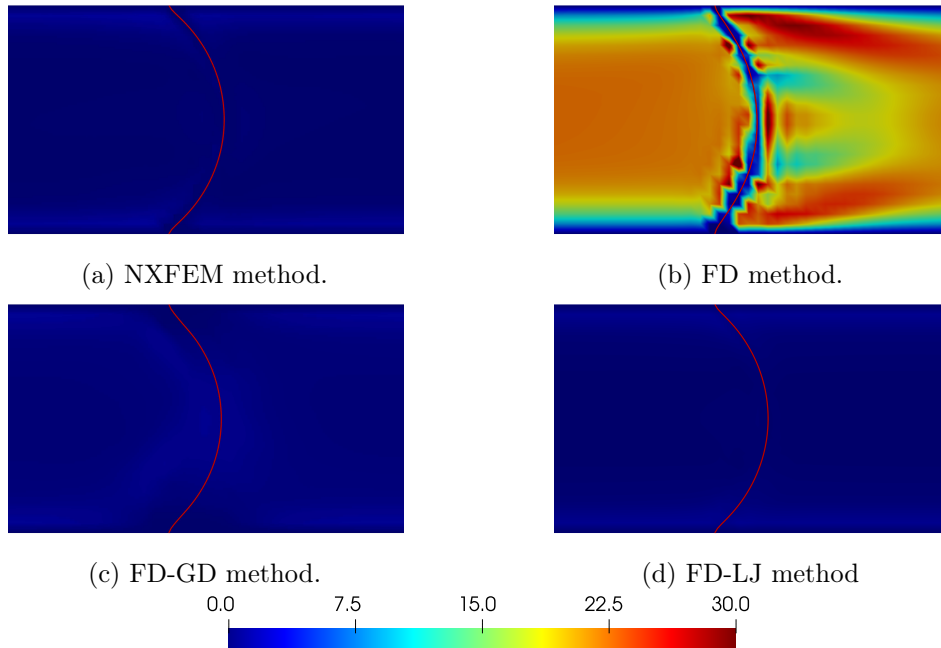 (a) NXFEM method.
(b) FD method.
(c) FD-GD method.
(d) FD-LJ method
0.0 7.5 15.0 22.5 30.0